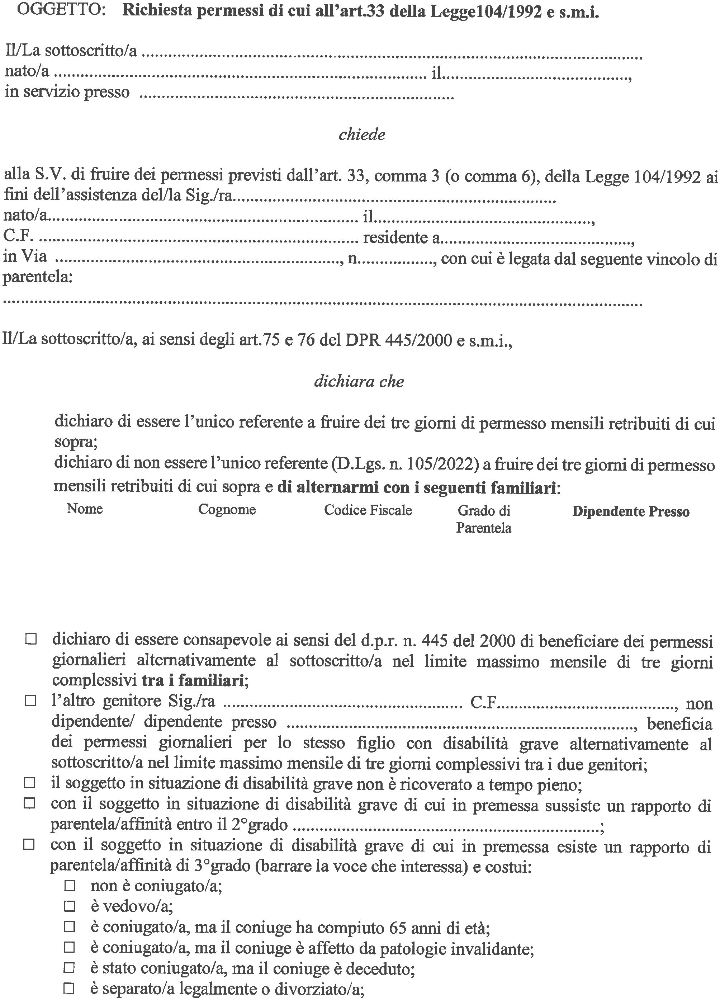 OGGETTO: Richiesta permessi di cui all’art.33 della Legge104/1992 e s.m.i.
Il/La sottoscritto/a ................................................................................................................
nato/a .................................................................................... il..........................................,
in servizio presso .......................................................................
chiede
alla S.V. di fruire dei permessi previsti dall’art. 33, comma 3 (o comma 6), della Legge 104/1992 ai
fini dell’assistenza del/la Sig./ra.........................................................................
nato/a...................................................................... il.................................................,
C.F. ........................................................................ residente a...........................................,
in Via ................................................................, n................., con cui è legata dal seguente vincolo di
parentela:
................................................................................................................................................
Il/La sottoscritto/a, ai sensi degli art.75 e 76 del DPR 445/2000 e s.m.i.,
dichiara che
dichiaro di essere l’unico referente a fruire dei tre giorni di permesso mensili retribuiti di cui
sopra;
dichiaro di non essere l’unico referente (D.Lgs. n. 105/2022) a fruire dei tre giorni di permesso
mensili retribuiti di cui sopra e di alternarmi con i seguenti familiari:
Nome Cognome Codice Fiscale Grado di Dipendente Presso
Parentela
☐ dichiaro di essere consapevole ai sensi del d.p.r. n. 445 del 2000 di beneficiare dei permessi
giornalieri alternativamente al sottoscritto/a nel limite massimo mensile di tre giorni
complessivi tra i familiari;
☐ l’altro genitore Sig./ra ...................................................... C.F........................................, non
dipendente/ dipendente presso .............................................................................., beneficia
dei permessi giornalieri per lo stesso figlio con disabilità grave alternativamente al
sottoscritto/a nel limite massimo mensile di tre giorni complessivi tra i due genitori;
☐ il soggetto in situazione di disabilità grave non è ricoverato a tempo pieno;
☐ con il soggetto in situazione di disabilità grave di cui in premessa sussiste un rapporto di
parentela/affinità entro il 2°grado .....................................................................;
☐ con il soggetto in situazione di disabilità grave di cui in premessa esiste un rapporto di
parentela/affinità di 3°grado (barrare la voce che interessa) e costui:
☐ non è coniugato/a;
☐ è vedovo/a;
☐ è coniugato/a, ma il coniuge ha compiuto 65 anni di età;
☐ è coniugato/a, ma il coniuge è affetto da patologie invalidante;
☐ è stato coniugato/a, ma il coniuge è deceduto;
☐ è separato/a legalmente o divorziato/a;